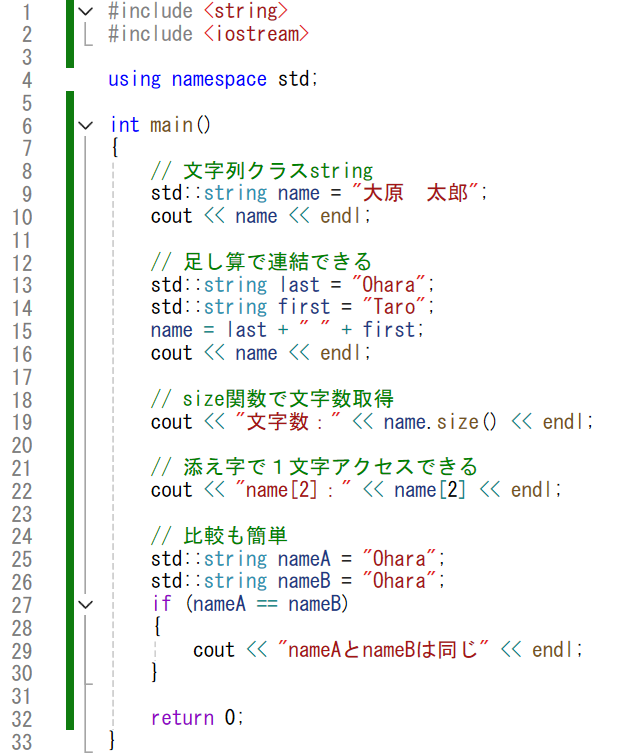 1 #include <string>
2 #include <iostream>
3
4 using namespace std;
5
6 int main()
7 {
8     // 文字列クラスstring
9     std::string name = "大原　太郎";
10     cout << name << endl;
11
12     // 足し算で連結できる
13     std::string last = "Ohara";
14     std::string first = "Taro";
15     name = last + " " + first;
16     cout << name << endl;
17
18     // size関数で文字数取得
19     cout << "文字数：" << name.size() << endl;
20
21     // 添え字で１文字アクセスできる
22     cout << "name[2]：" << name[2] << endl;
23
24     // 比較も簡単
25     std::string nameA = "Ohara";
26     std::string nameB = "Ohara";
27     if (nameA == nameB)
28     {
29         cout << "nameAとnameBは同じ" << endl;
30     }
31
32     return 0;
33 }